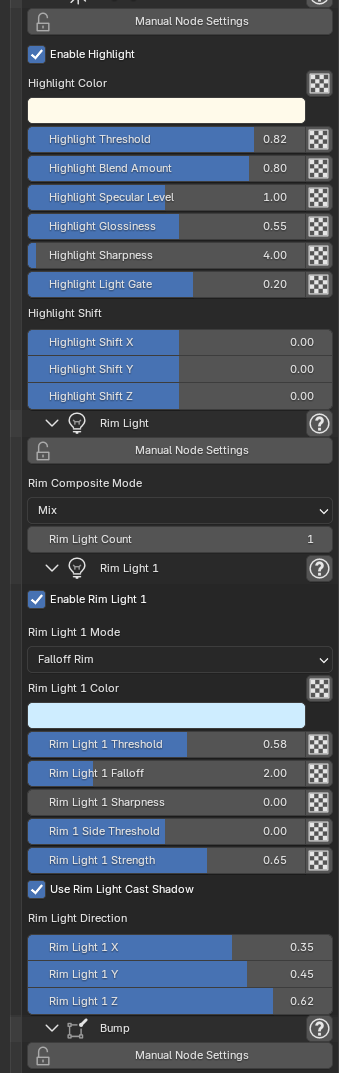 Manual Node Settings
Enable Highlight
Highlight Color
Highlight Threshold 0.82
Highlight Blend Amount 0.80
Highlight Specular Level 1.00
Highlight Glossiness 0.55
Highlight Sharpness 4.00
Highlight Light Gate 0.20
Highlight Shift
Highlight Shift X 0.00
Highlight Shift Y 0.00
Highlight Shift Z 0.00
Rim Light ?
Manual Node Settings
Rim Composite Mode
Mix
Rim Light Count 1
Rim Light 1 ?
Enable Rim Light 1
Rim Light 1 Mode
Falloff Rim
Rim Light 1 Color
Rim Light 1 Threshold 0.58
Rim Light 1 Falloff 2.00
Rim Light 1 Sharpness 0.00
Rim 1 Side Threshold 0.00
Rim Light 1 Strength 0.65
Use Rim Light Cast Shadow
Rim Light Direction
Rim Light 1 X 0.35
Rim Light 1 Y 0.45
Rim Light 1 Z 0.62
Bump ?
Manual Node Settings